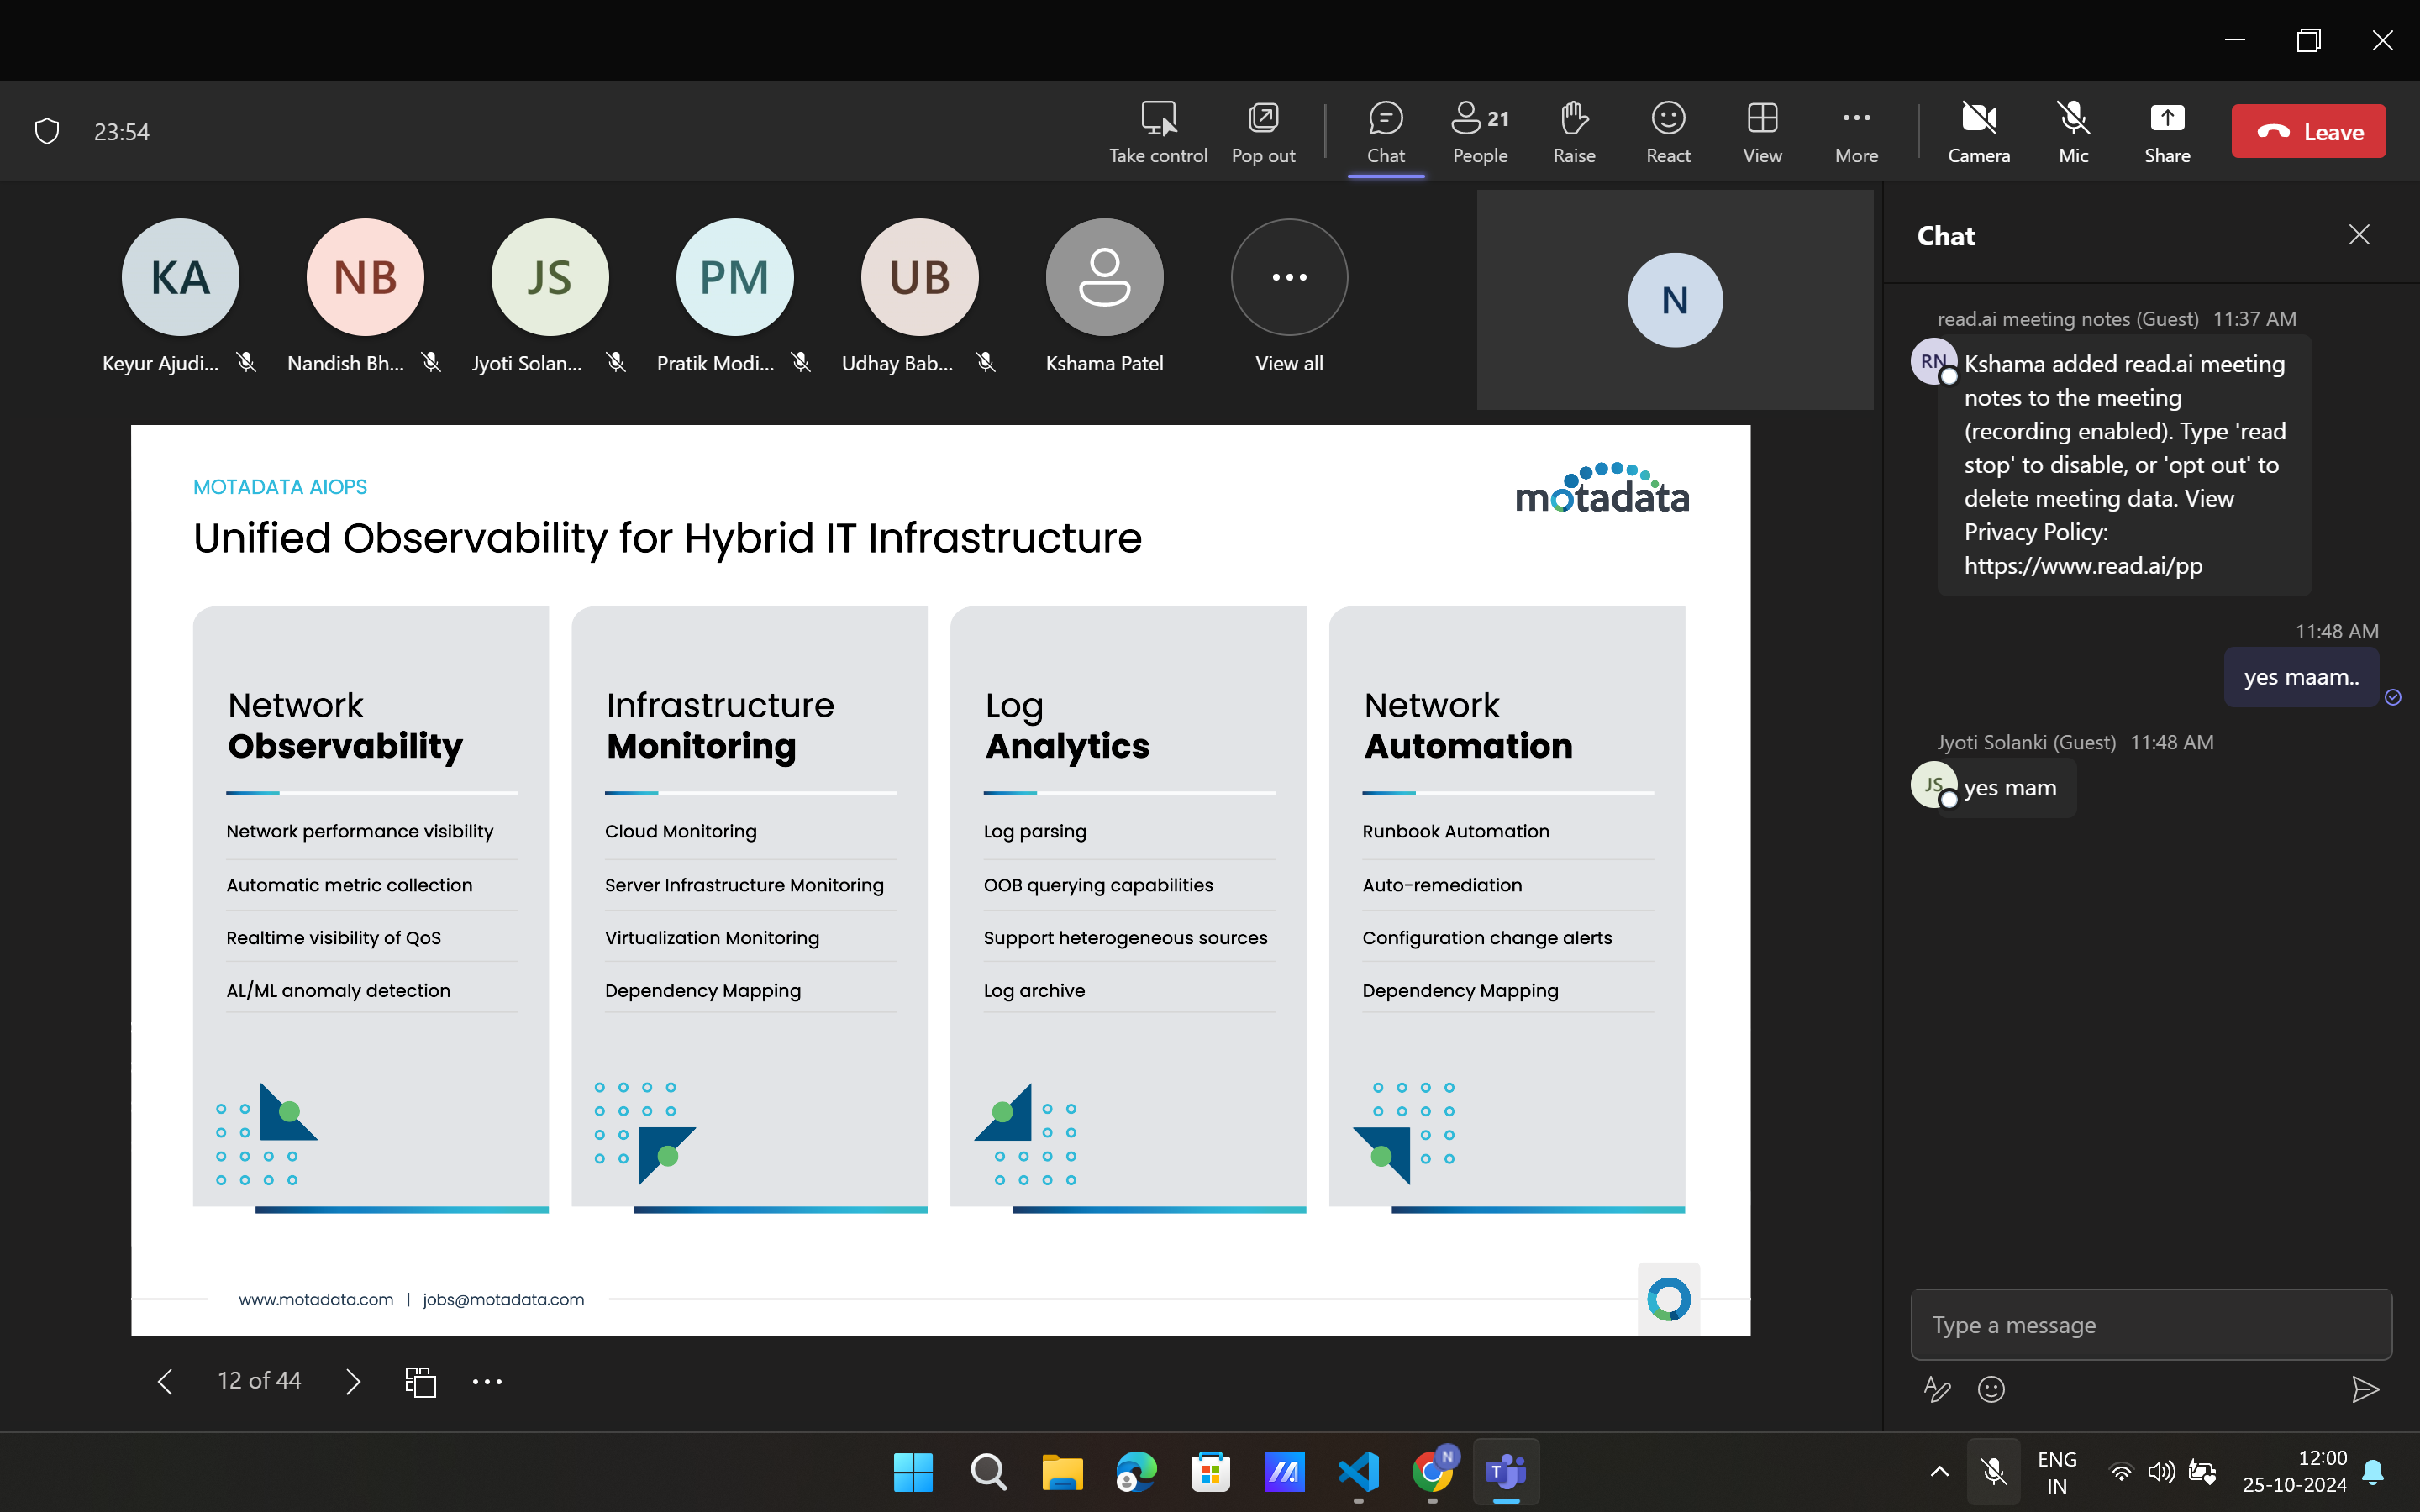 23:54
Take control
Pop out
Chat
21
People
Raise
React
View
More
Camera
Mic
Share
Leave
KA
NB
JS
PM
UB
Keyur Ajudi...
Nandish Bh...
Jyoti Solan...
Pratik Modi...
Udhay Bab...
Kshama Patel
View all
N
MOTADATA AIOPS
motadata
Unified Observability for Hybrid IT Infrastructure
Network
Observability
Network performance visibility
Automatic metric collection
Realtime visibility of QoS
AL/ML anomaly detection
Infrastructure
Monitoring
Cloud Monitoring
Server Infrastructure Monitoring
Virtualization Monitoring
Dependency Mapping
Log
Analytics
Log parsing
OOB querying capabilities
Support heterogeneous sources
Log archive
Network
Automation
Runbook Automation
Auto-remediation
Configuration change alerts
Dependency Mapping
www.motadata.com | jobs@motadata.com
12 of 44
Chat
read.ai meeting notes (Guest) 11:37 AM
RN
Kshama added read.ai meeting
notes to the meeting
(recording enabled). Type 'read
stop' to disable, or 'opt out' to
delete meeting data. View
Privacy Policy:
https://www.read.ai/pp
11:48 AM
yes maam..
Jyoti Solanki (Guest) 11:48 AM
JS
yes mam
Type a message
N
T
ENG
IN
12:00
25-10-2024